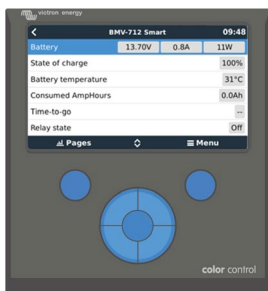 victron energy
BMV-712 Smart 09:48
Battery 13.70V 0.8A 11W
State of charge 100%
Battery temperature 31°C
Consumed AmpHours 0.0Ah
Time-to-go --
Relay state Off
Pages Menu
color control